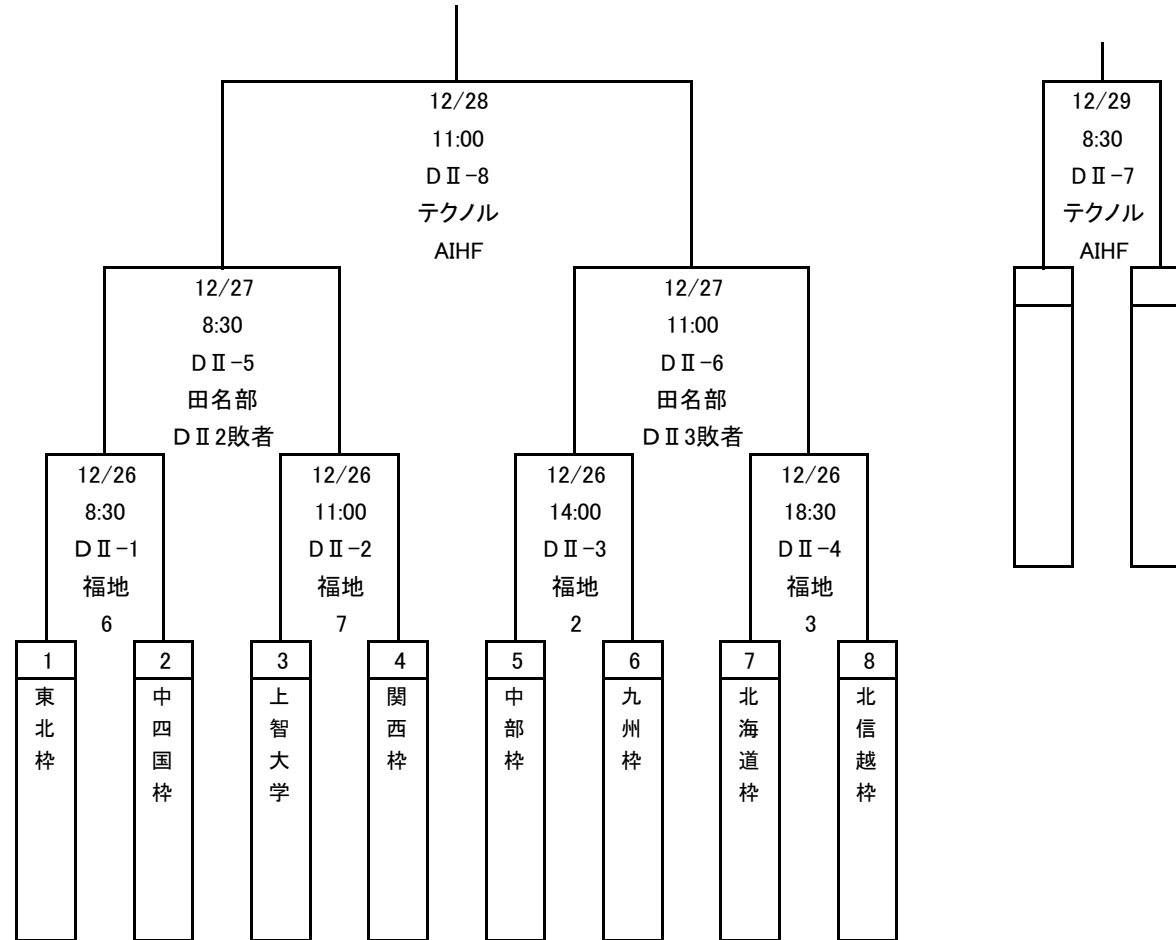 12/28
11:00
DⅡ-8
テクノル
AIHF
12/29
8:30
DⅡ-7
テクノル
AIHF
12/27
8:30
DⅡ-5
田名部
DⅡ2敗者
12/27
11:00
DⅡ-6
田名部
DⅡ3敗者
12/26
8:30
DⅡ-1
福地
6
12/26
11:00
DⅡ-2
福地
7
12/26
14:00
DⅡ-3
福地
2
12/26
18:30
DⅡ-4
福地
3
1
東北枠
2
中四国枠
3
上智大学
4
関西枠
5
中部枠
6
九州枠
7
北海道枠
8
北信越枠